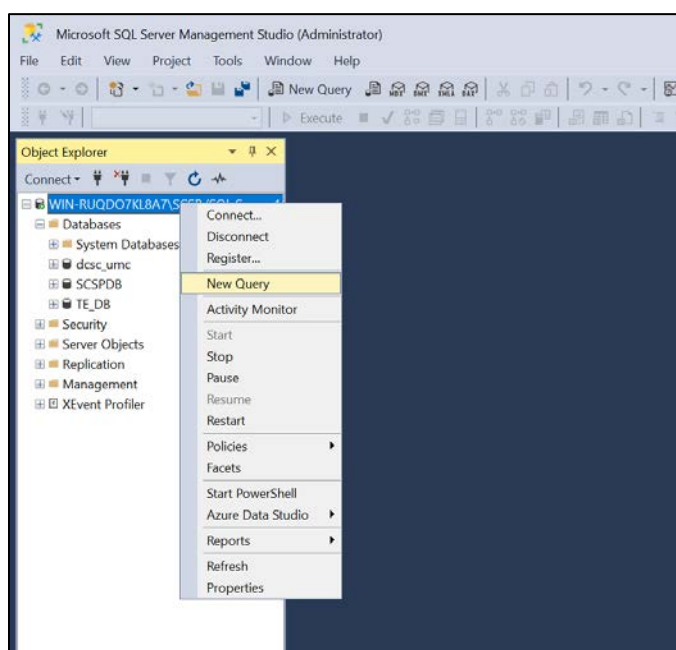 Microsoft SQL Server Management Studio (Administrator)
File Edit View Project Tools Window Help
New Query
Execute
Object Explorer
Connect
WIN-RUQDO7KL8A7\
Databases
System Databases
dcsc_umc
SCSPDB
TE_DB
Security
Server Objects
Replication
Management
XEvent Profiler
Connect...
Disconnect
Register...
New Query
Activity Monitor
Start
Stop
Pause
Resume
Restart
Policies
Facets
Start PowerShell
Azure Data Studio
Reports
Refresh
Properties